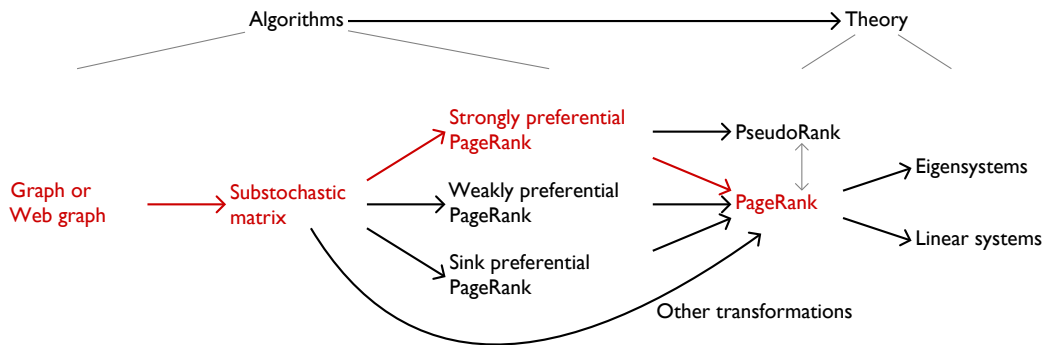 Algorithms
Theory
Strongly preferential
PageRank
PseudoRank
Graph or
Web graph
Substochastic
matrix
Weakly preferential
PageRank
PageRank
Eigensystems
Linear systems
Sink preferential
PageRank
Other transformations